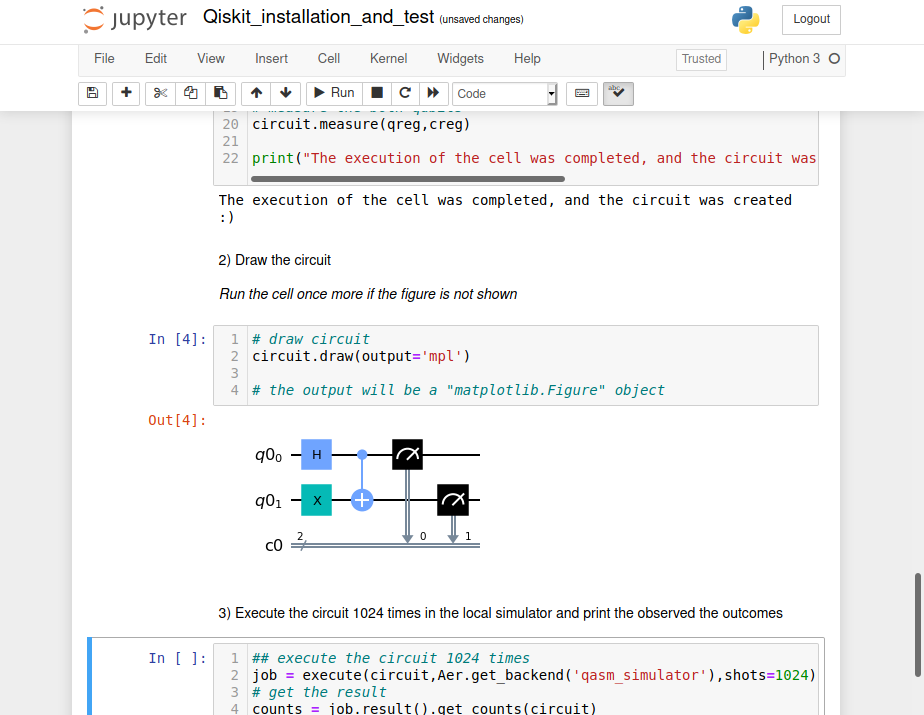 jupyter Qiskit_installation_and_test (unsaved changes) Logout
File Edit View Insert Cell Kernel Widgets Help Trusted Python 3
Run Code abc
20 circuit.measure(qreg,creg)
21
22 print("The execution of the cell was completed, and the circuit was
The execution of the cell was completed, and the circuit was created
:)
2) Draw the circuit
Run the cell once more if the figure is not shown
In [4]: 1 # draw circuit
2 circuit.draw(output='mpl')
3
4 # the output will be a "matplotlib.Figure" object
Out[4]:
q0₀ H
q0₁ X
c0 2 0 1
3) Execute the circuit 1024 times in the local simulator and print the observed the outcomes
In [ ]: 1 ## execute the circuit 1024 times
2 job = execute(circuit,Aer.get_backend('qasm_simulator'),shots=1024)
3 # get the result
4 counts = job.result().get_counts(circuit)